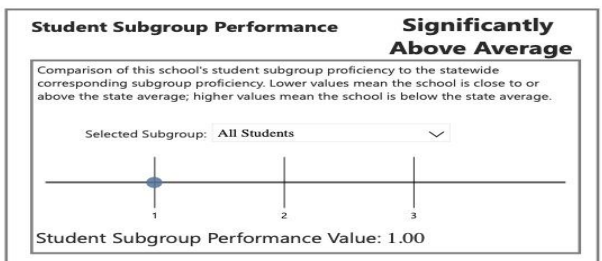 Student Subgroup Performance
Significantly
Above Average
Comparison of this school's student subgroup proficiency to the statewide
corresponding subgroup proficiency. Lower values mean the school is close to or
above the state average; higher values mean the school is below the state average.
Selected Subgroup: All Students
1 2 3
Student Subgroup Performance Value: 1.00